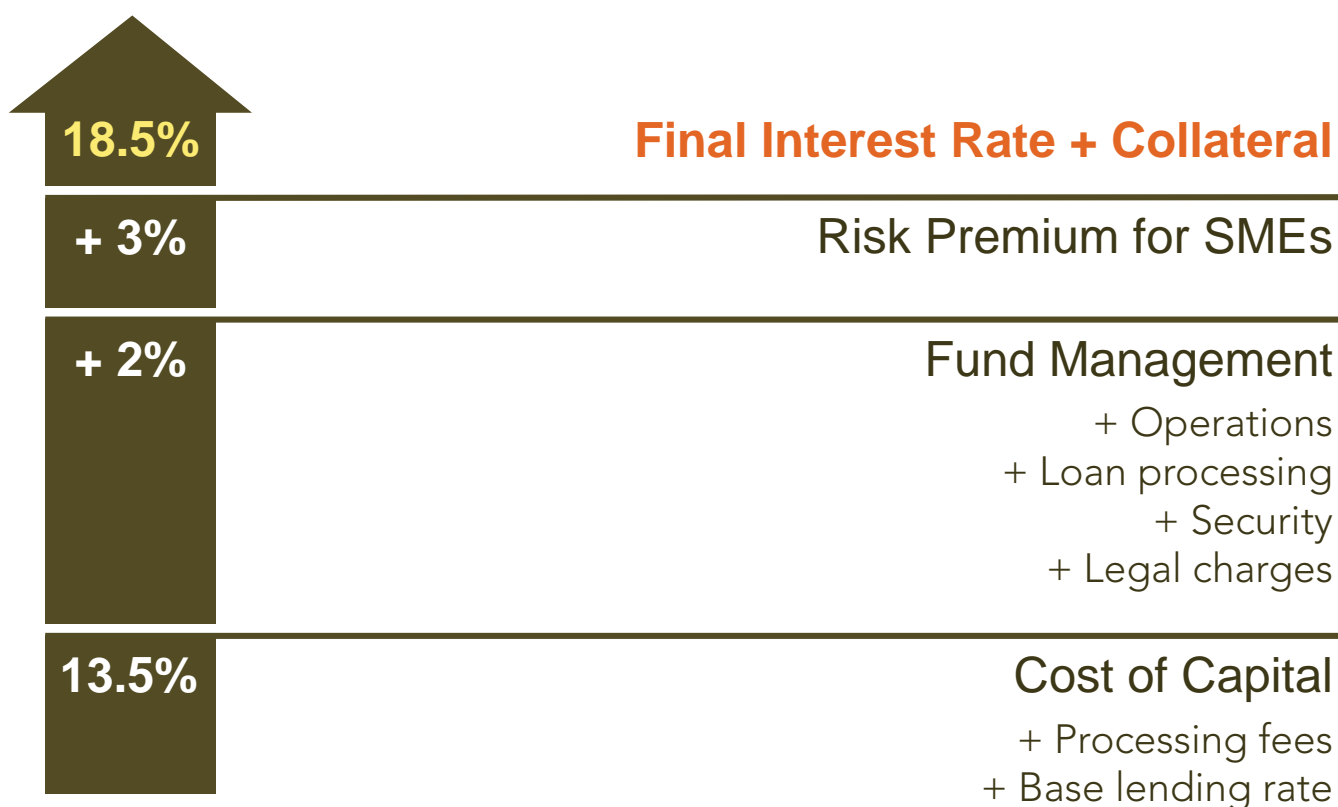 18.5% Final Interest Rate + Collateral
+ 3% Risk Premium for SMEs
+ 2% Fund Management
+ Operations
+ Loan processing
+ Security
+ Legal charges
13.5% Cost of Capital
+ Processing fees
+ Base lending rate